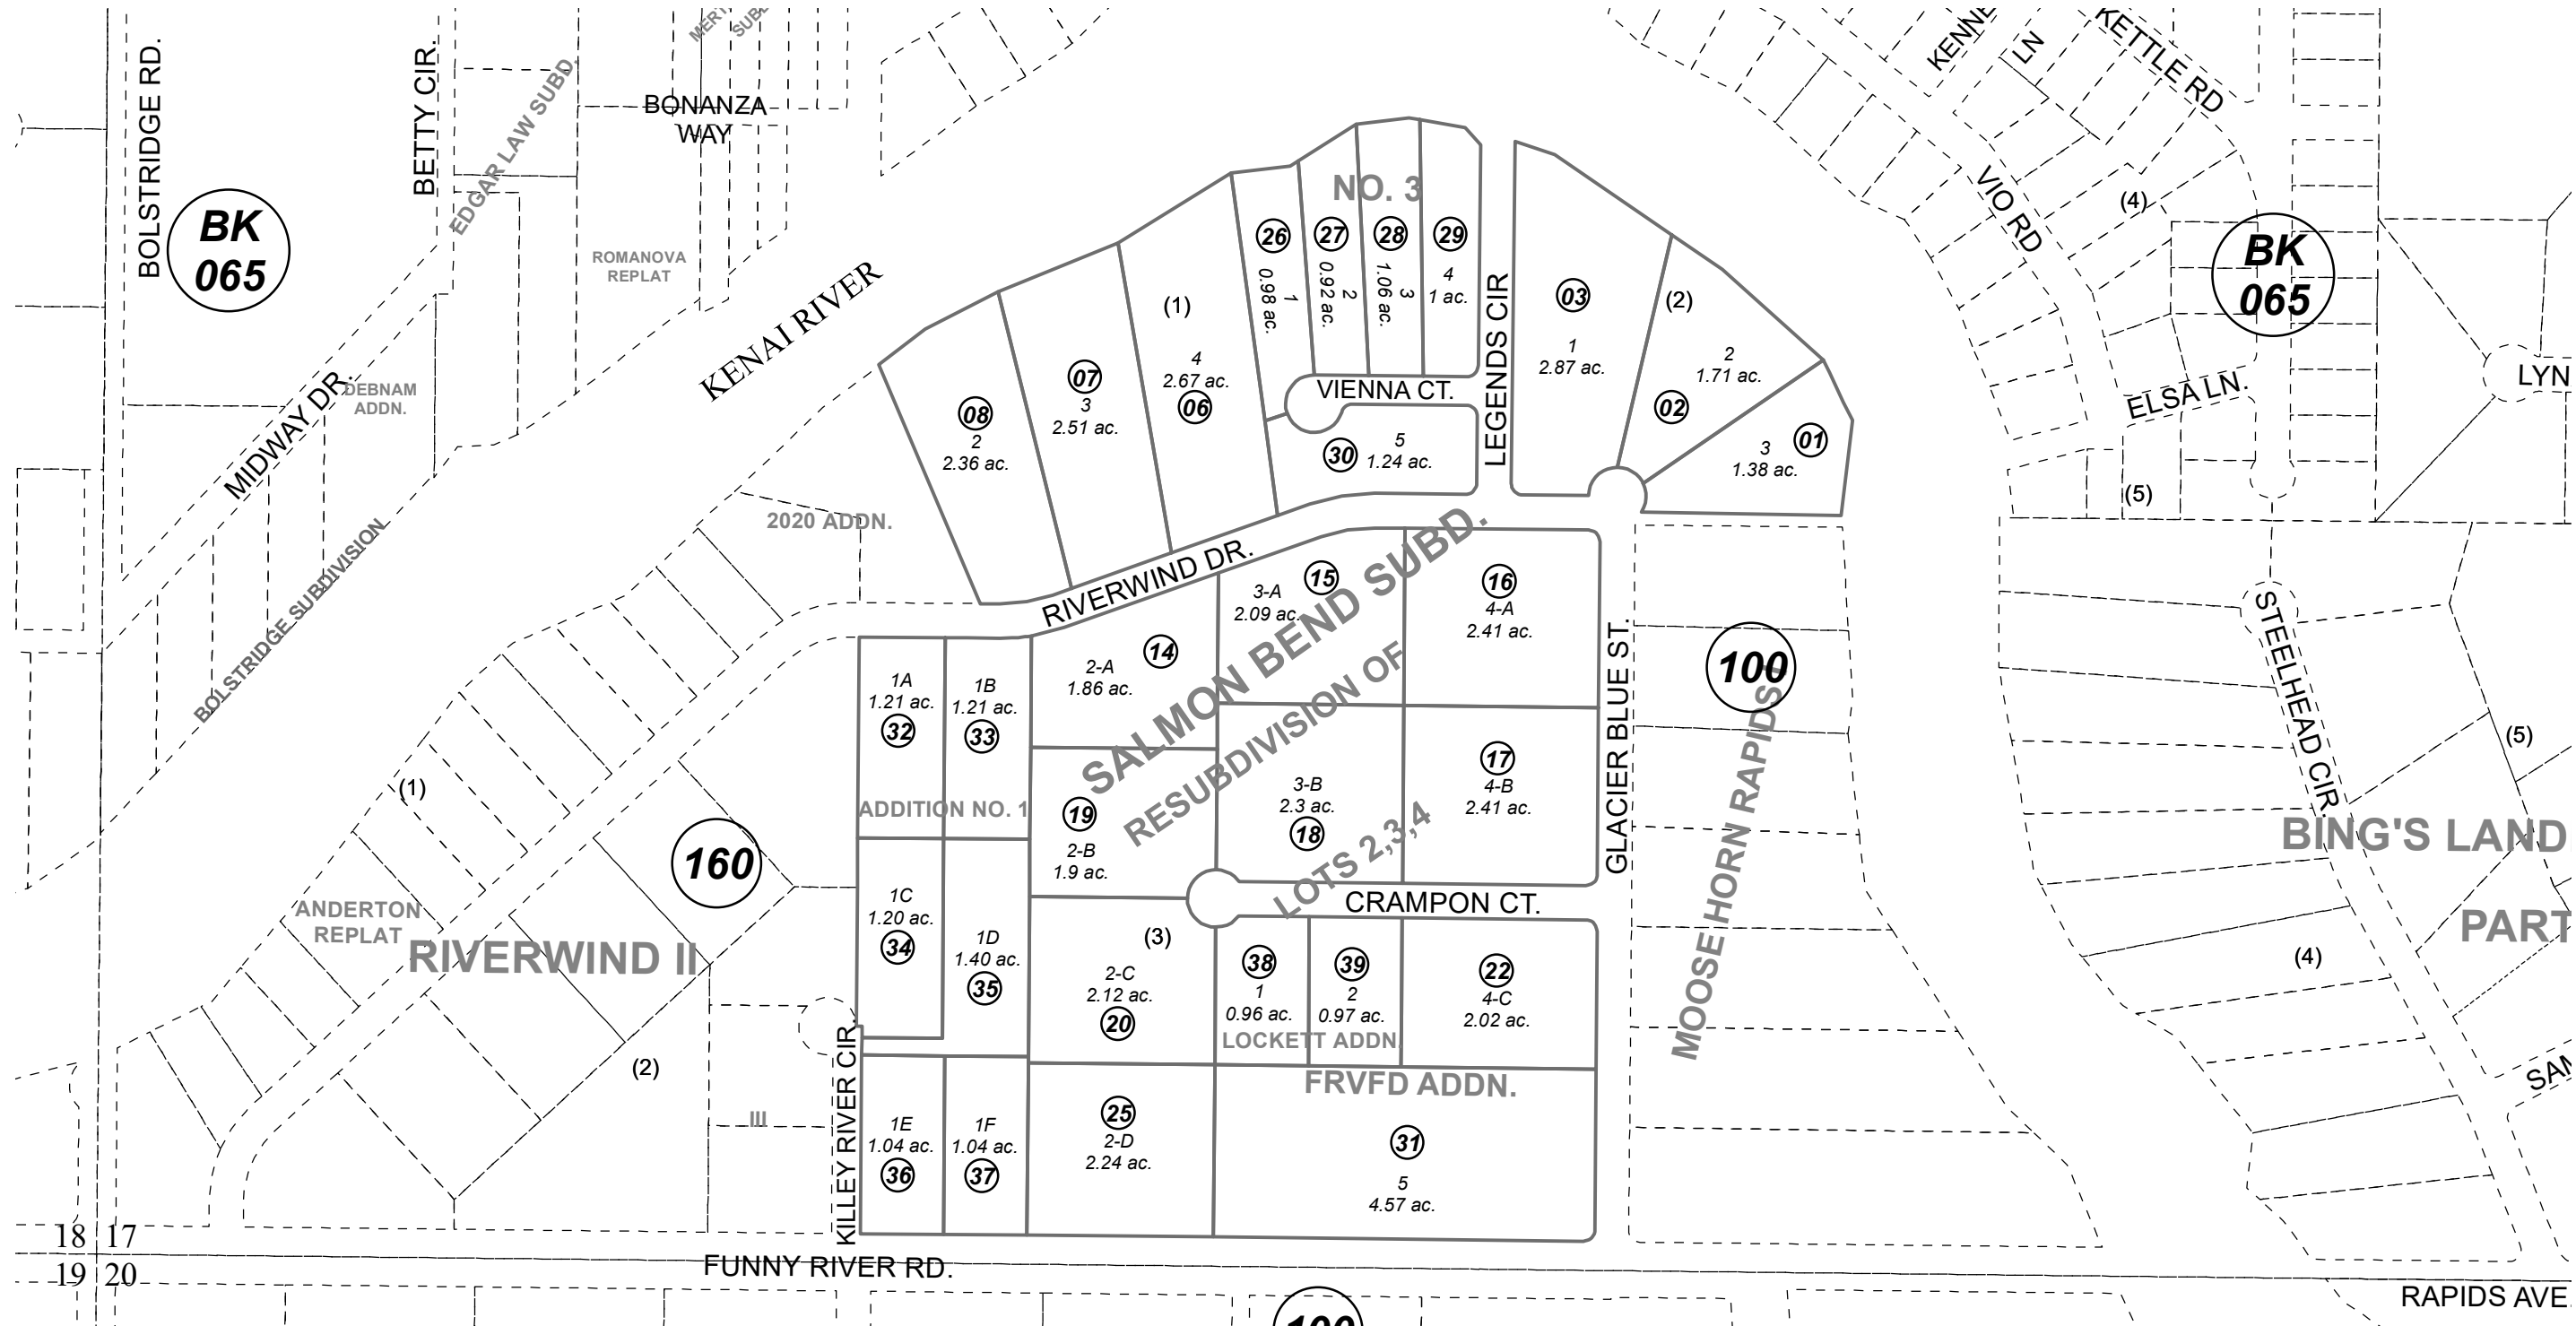 BOLSTRIDGE RD.
BETTY CIR.
EDGAR LAW SUBD.
BONANZA
WAY
KETTLE RD
LN
VIO RD
BK
065
ROMANOVA
REPLAT
KENAI RIVER
MIDWAY DR.
DEBNAM
ADDN.
BOLSTRIDGE SUBDIVISION
2020 ADDN.
NO. 3
(1)
08
2
2.36 ac.
07
3
2.51 ac.
4
2.67 ac.
06
26
1
0.98 ac.
27
2
0.92 ac.
28
3
1.06 ac.
29
4
1 ac.
VIENNA CT.
30
5
1.24 ac.
LEGENDS CIR
03
1
2.87 ac.
(2)
2
1.71 ac.
02
3
1.38 ac.
01
(4)
BK
065
ELSA LN.
(5)
LYN
RIVERWIND DR.
SALMON BEND SUBD.
RESUBDIVISION OF
LOTS 2,3,4
3-A
2.09 ac.
15
16
4-A
2.41 ac.
14
2-A
1.86 ac.
1A
1.21 ac.
32
1B
1.21 ac.
33
ADDITION NO. 1
19
2-B
1.9 ac.
3-B
2.3 ac.
18
17
4-B
2.41 ac.
GLACIER BLUE ST.
100
MOOSE HORN RAPIDS
STEELHEAD CIR.
(5)
BING'S LAND
PART
(4)
(1)
160
ANDERTON
REPLAT
RIVERWIND II
(2)
III
KILLEY RIVER CIR.
1C
1.20 ac.
34
1D
1.40 ac.
35
CRAMPON CT.
(3)
2-C
2.12 ac.
20
38
1
0.96 ac.
39
2
0.97 ac.
LOCKETT ADDN.
22
4-C
2.02 ac.
FRVFD ADDN.
1E
1.04 ac.
36
1F
1.04 ac.
37
25
2-D
2.24 ac.
31
5
4.57 ac.
18 17
19 20
FUNNY RIVER RD.
RAPIDS AVE